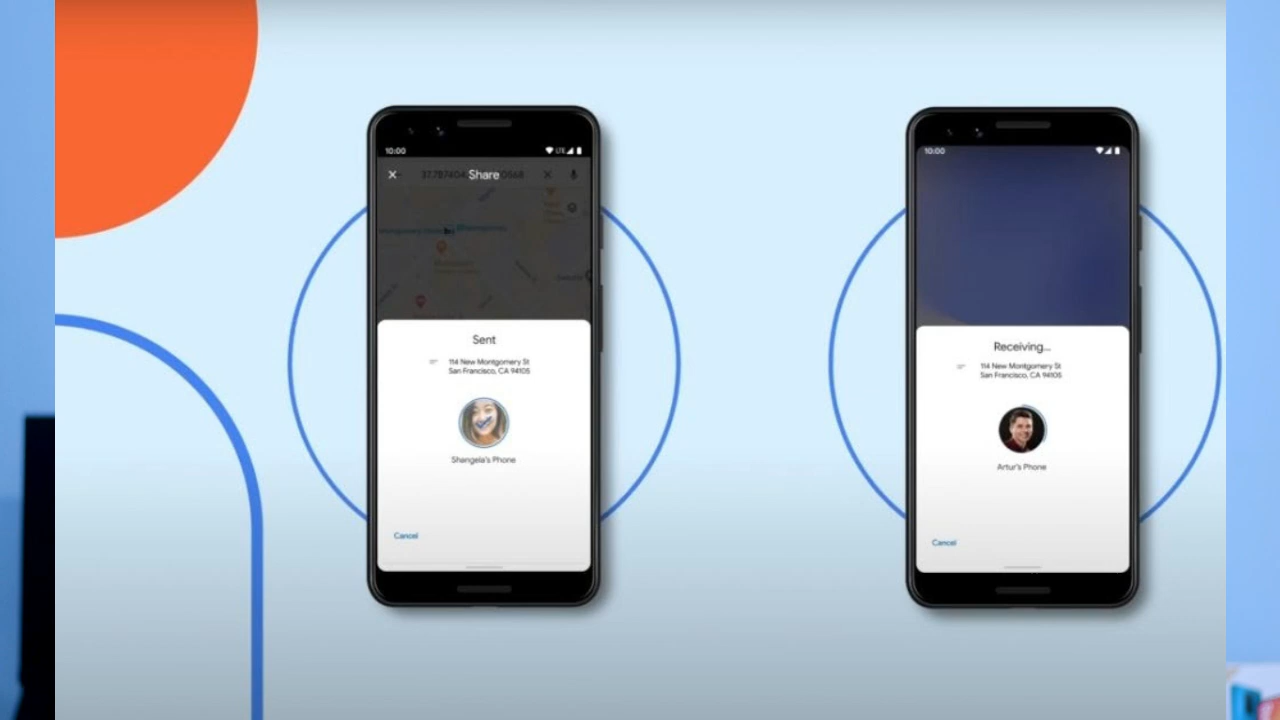 10:00
LTE
Share
Sent
114 New Montgomery St
San Francisco, CA 94105
Shangela's Phone
Cancel
10:00
Receiving...
114 New Montgomery St
San Francisco, CA 94105
Artur's Phone
Cancel